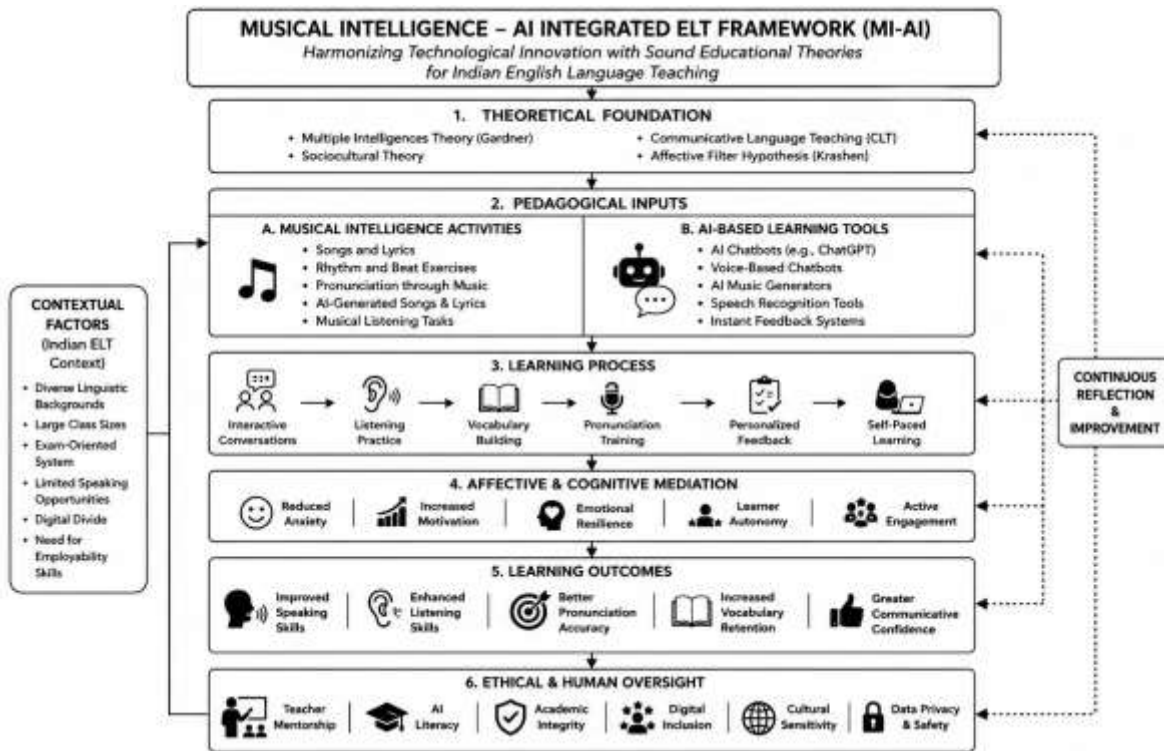 MUSICAL INTELLIGENCE – AI INTEGRATED ELT FRAMEWORK (MI-AI)
Harmonizing Technological Innovation with Sound Educational Theories
for Indian English Language Teaching
1. THEORETICAL FOUNDATION
• Multiple Intelligences Theory (Gardner)
• Sociocultural Theory
• Communicative Language Teaching (CLT)
• Affective Filter Hypothesis (Krashen)
2. PEDAGOGICAL INPUTS
A. MUSICAL INTELLIGENCE ACTIVITIES
• Songs and Lyrics
• Rhythm and Beat Exercises
• Pronunciation through Music
• AI-Generated Songs & Lyrics
• Musical Listening Tasks
B. AI-BASED LEARNING TOOLS
• AI Chatbots (e.g., ChatGPT)
• Voice-Based Chatbots
• AI Music Generators
• Speech Recognition Tools
• Instant Feedback Systems
CONTEXTUAL
FACTORS
(Indian ELT
Context)
• Diverse Linguistic
Backgrounds
• Large Class Sizes
• Exam-Oriented
System
• Limited Speaking
Opportunities
• Digital Divide
• Need for
Employability
Skills
3. LEARNING PROCESS
Interactive
Conversations
Listening
Practice
Vocabulary
Building
Pronunciation
Training
Personalized
Feedback
Self-Paced
Learning
CONTINUOUS
REFLECTION
&
IMPROVEMENT
4. AFFECTIVE & COGNITIVE MEDIATION
Reduced
Anxiety
Increased
Motivation
Emotional
Resilience
Learner
Autonomy
Active
Engagement
5. LEARNING OUTCOMES
Improved
Speaking
Skills
Enhanced
Listening
Skills
Better
Pronunciation
Accuracy
Increased
Vocabulary
Retention
Greater
Communicative
Confidence
6. ETHICAL & HUMAN OVERSIGHT
Teacher
Mentorship
AI
Literacy
Academic
Integrity
Digital
Inclusion
Cultural
Sensitivity
Data Privacy
& Safety